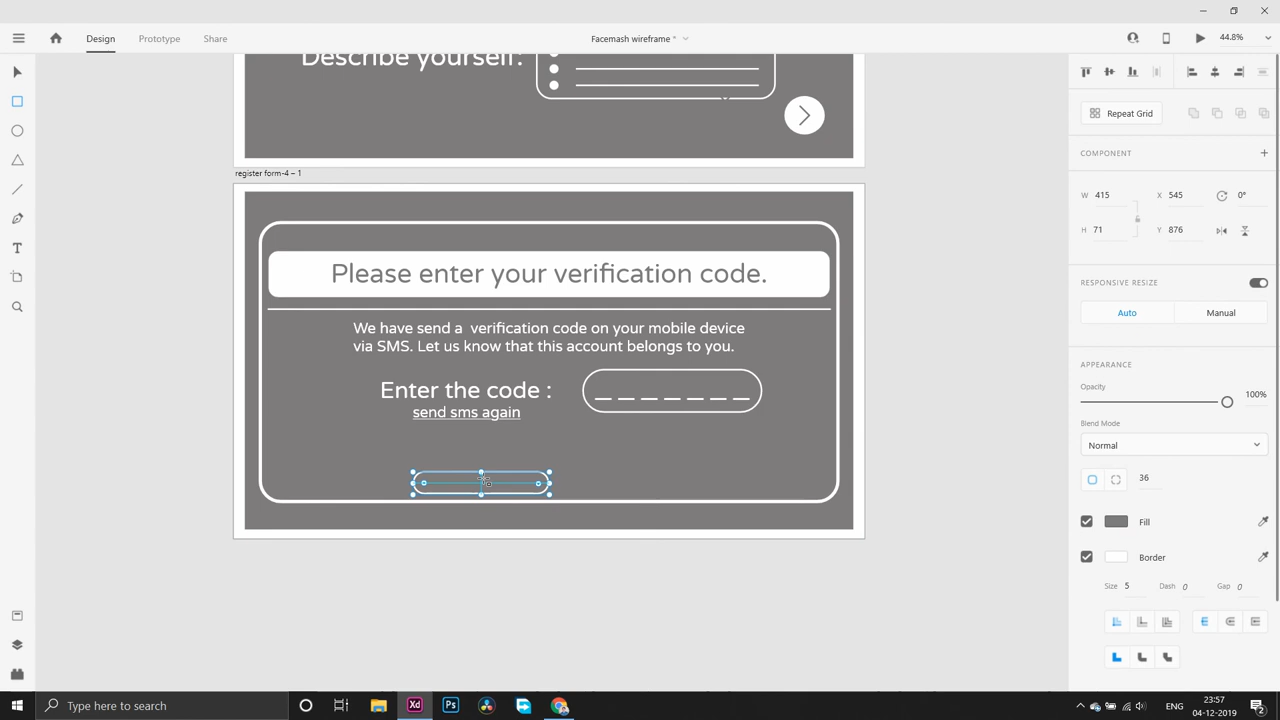 Design
Prototype
Share
Facemash wireframe *
44.8%
Describe yourself:
Repeat Grid
COMPONENT
register form-4 – 1
W 415
X 545
0°
H 71
Y 876
Please enter your verification code.
RESPONSIVE RESIZE
We have send a verification code on your mobile device
via SMS. Let us know that this account belongs to you.
Auto
Manual
APPEARANCE
Enter the code :
send sms again
Opacity
100%
Blend Mode
Normal
36
Fill
Border
Size 5
Dash 0
Gap 0
Type here to search
Xd
Ps
ENG
23:57
04-12-2019
2